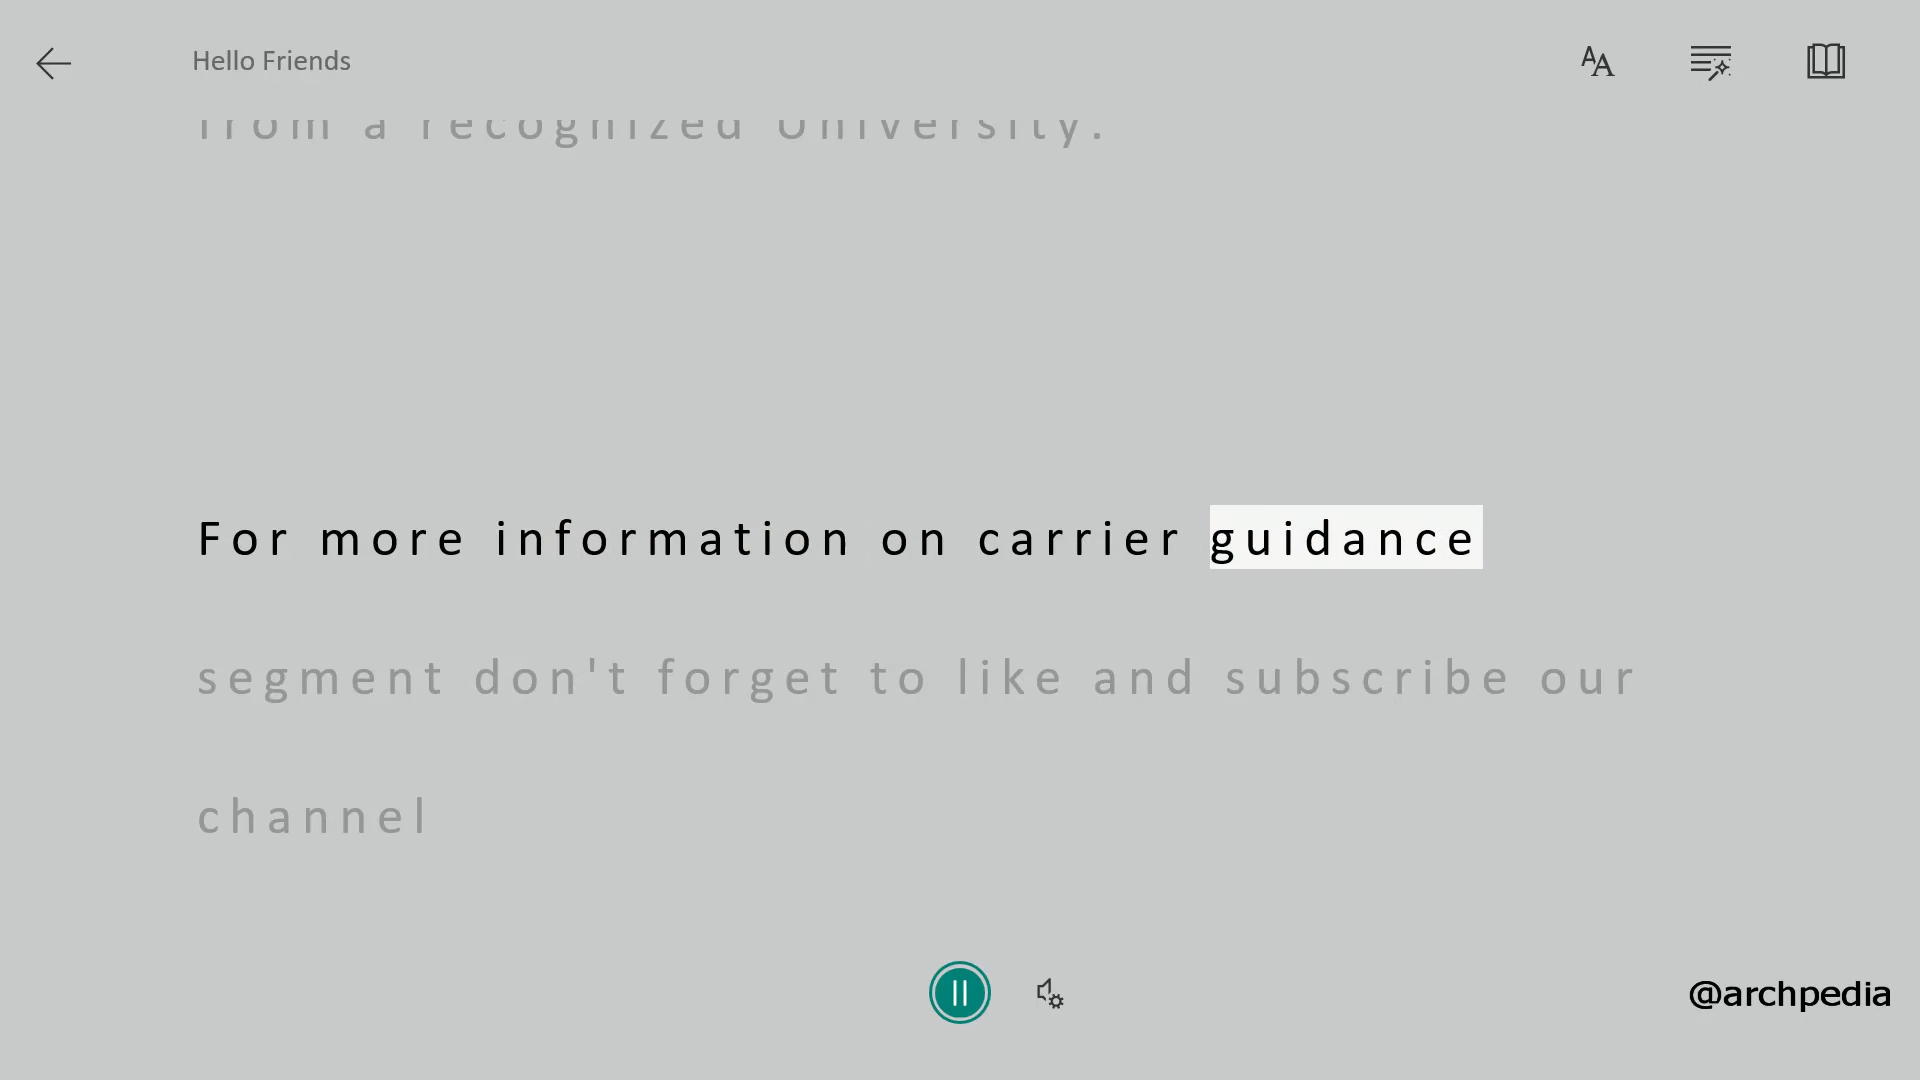 Hello Friends
from a recognized University.
For more information on carrier guidance
segment don't forget to like and subscribe our
channel
@archpedia